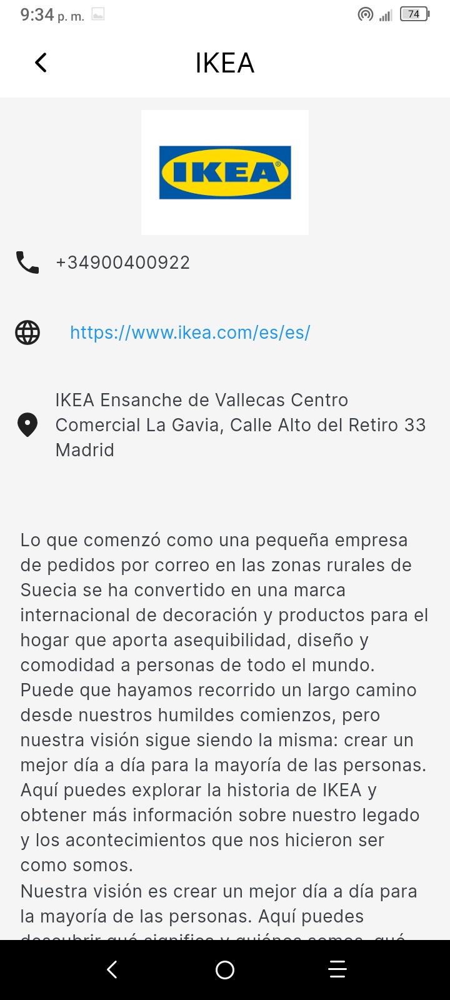 9:34 p. m.
74
IKEA
IKEA®
+34900400922
https://www.ikea.com/es/es/
IKEA Ensanche de Vallecas Centro
Comercial La Gavia, Calle Alto del Retiro 33
Madrid
Lo que comenzó como una pequeña empresa
de pedidos por correo en las zonas rurales de
Suecia se ha convertido en una marca
internacional de decoración y productos para el
hogar que aporta asequibilidad, diseño y
comodidad a personas de todo el mundo.
Puede que hayamos recorrido un largo camino
desde nuestros humildes comienzos, pero
nuestra visión sigue siendo la misma: crear un
mejor día a día para la mayoría de las personas.
Aquí puedes explorar la historia de IKEA y
obtener más información sobre nuestro legado
y los acontecimientos que nos hicieron ser
como somos.
Nuestra visión es crear un mejor día a día para
la mayoría de las personas. Aquí puedes
descubrir qué significa y quiénes somos, qué